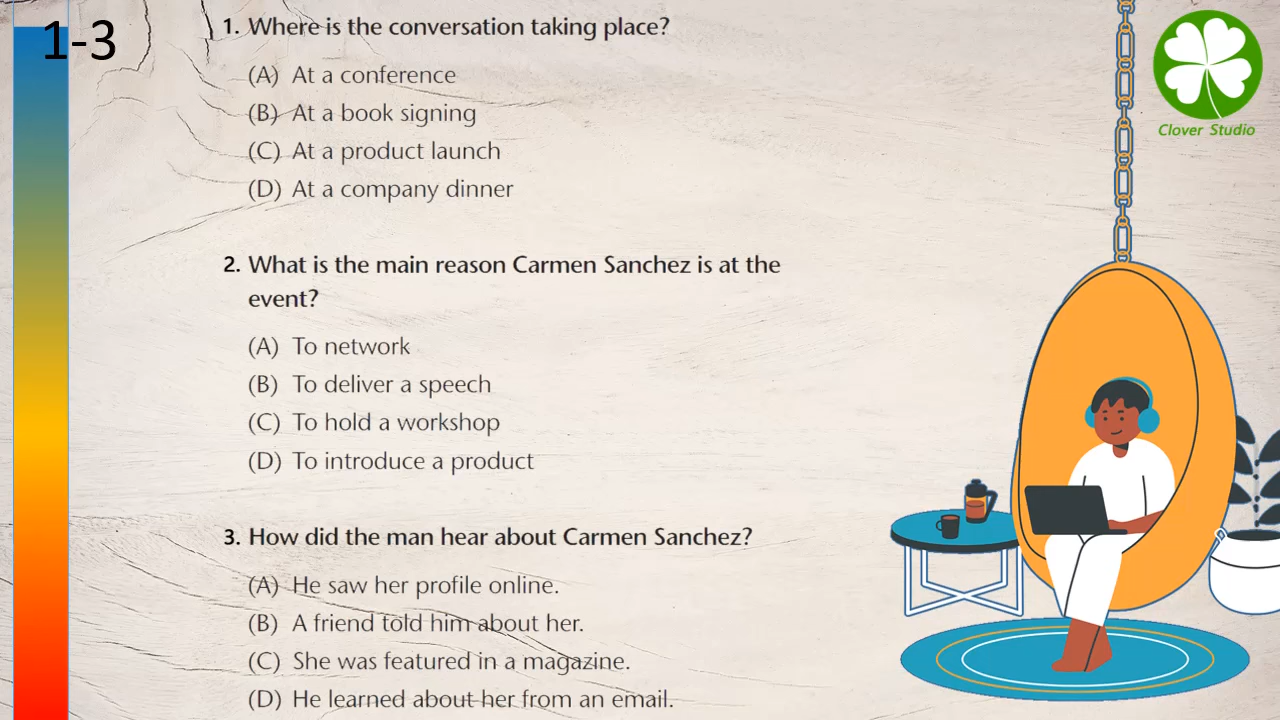 1-3
1. Where is the conversation taking place?
(A) At a conference
(B) At a book signing
(C) At a product launch
(D) At a company dinner
2. What is the main reason Carmen Sanchez is at the
event?
(A) To network
(B) To deliver a speech
(C) To hold a workshop
(D) To introduce a product
3. How did the man hear about Carmen Sanchez?
(A) He saw her profile online.
(B) A friend told him about her.
(C) She was featured in a magazine.
(D) He learned about her from an email.
Clover Studio